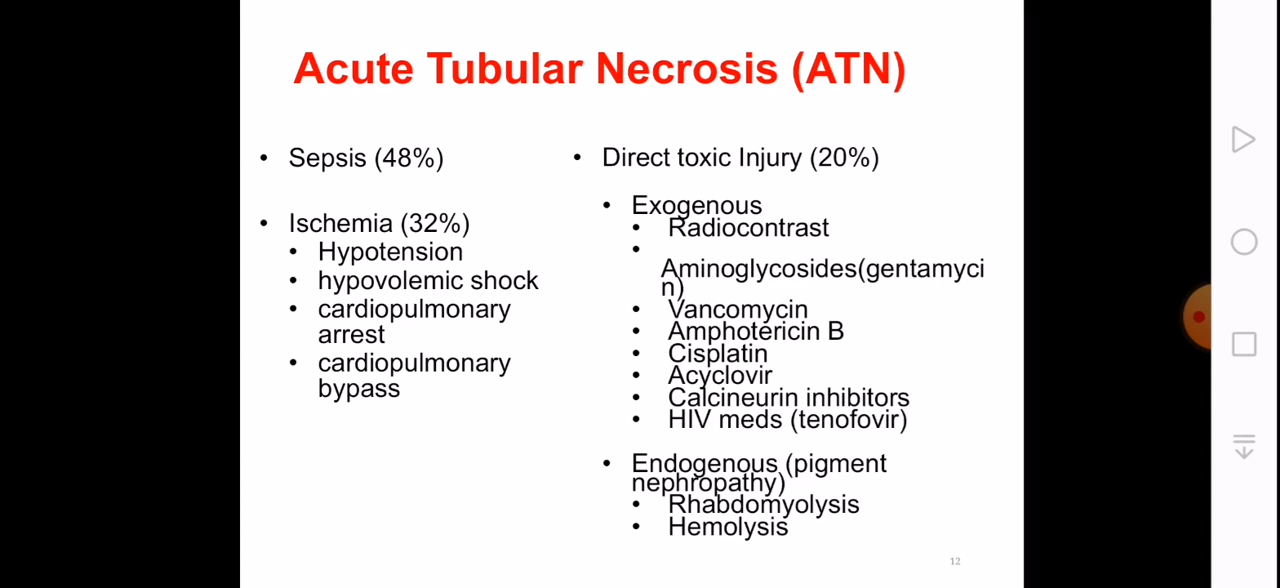 Acute Tubular Necrosis (ATN)
• Sepsis (48%)
• Ischemia (32%)
• Hypotension
• hypovolemic shock
• cardiopulmonary
arrest
• cardiopulmonary
bypass
• Direct toxic Injury (20%)
• Exogenous
• Radiocontrast
•
Aminoglycosides(gentamyci
n)
• Vancomycin
• Amphotericin B
• Cisplatin
• Acyclovir
• Calcineurin inhibitors
• HIV meds (tenofovir)
• Endogenous (pigment
nephropathy)
• Rhabdomyolysis
• Hemolysis
12